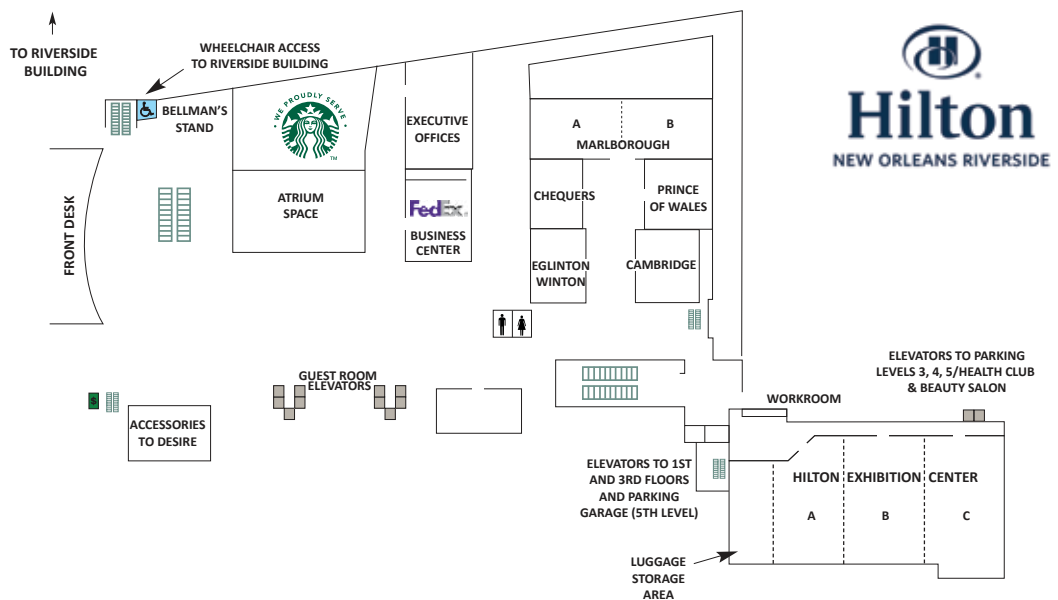 TO RIVERSIDE
BUILDING
WHEELCHAIR ACCESS
TO RIVERSIDE BUILDING
BELLMAN'S
STAND
WE PROUDLY SERVE
TM
EXECUTIVE
OFFICES
A
B
MARLBOROUGH
Hilton
NEW ORLEANS RIVERSIDE
FRONT DESK
ATRIUM
SPACE
FedEx
BUSINESS
CENTER
CHEQUERS
PRINCE
OF WALES
EGLINTON
WINTON
CAMBRIDGE
GUEST ROOM
ELEVATORS
$
ACCESSORIES
TO DESIRE
ELEVATORS TO PARKING
LEVELS 3, 4, 5/HEALTH CLUB
& BEAUTY SALON
WORKROOM
ELEVATORS TO 1ST
AND 3RD FLOORS
AND PARKING
GARAGE (5TH LEVEL)
HILTON EXHIBITION CENTER
A
B
C
LUGGAGE
STORAGE
AREA